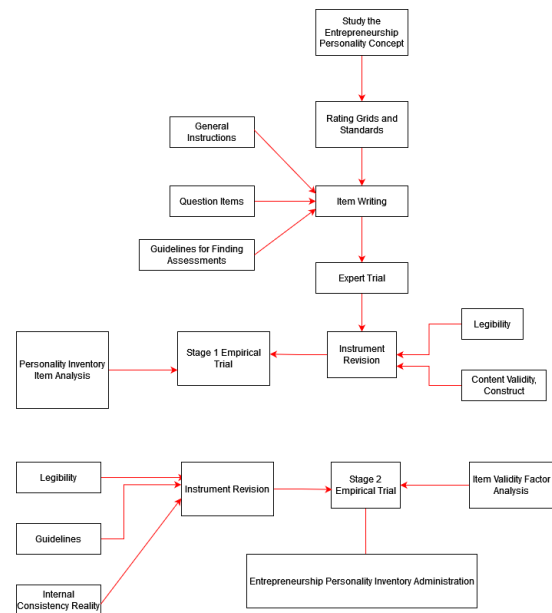 Study the
Entrepreneurship
Personality Concept
Rating Grids and
Standards
General
Instructions
Question Items
Item Writing
Guidelines for Finding
Assessments
Expert Trial
Legibility
Stage 1 Empirical
Trial
Instrument
Revision
Personality Inventory
Item Analysis
Content Validity,
Construct
Legibility
Instrument Revision
Stage 2
Empirical Trial
Item Validity Factor
Analysis
Guidelines
Internal
Consistency Reality
Entrepreneurship Personality Inventory Administration